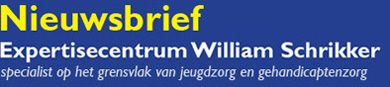 Nieuwsbrief
Expertisecentrum William Schrikker
specialist op het grensvlak van jeugdzorg en gehandicaptenzorg